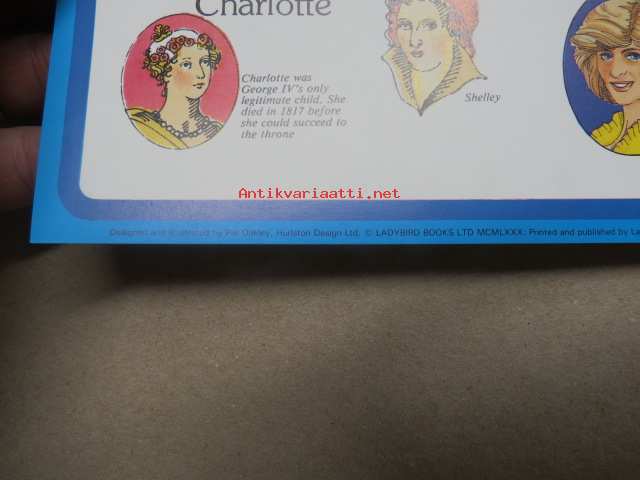 Charlotte
Charlotte was
George IV's only
legitimate child. She
died in 1817 before
she could succeed to
the throne
Shelley
Antikvariaatti.net
Designed and illustrated by Pat Oakley, Hurlston Design Ltd. © LADYBIRD BOOKS LTD MCMLXXX. Printed and published by La